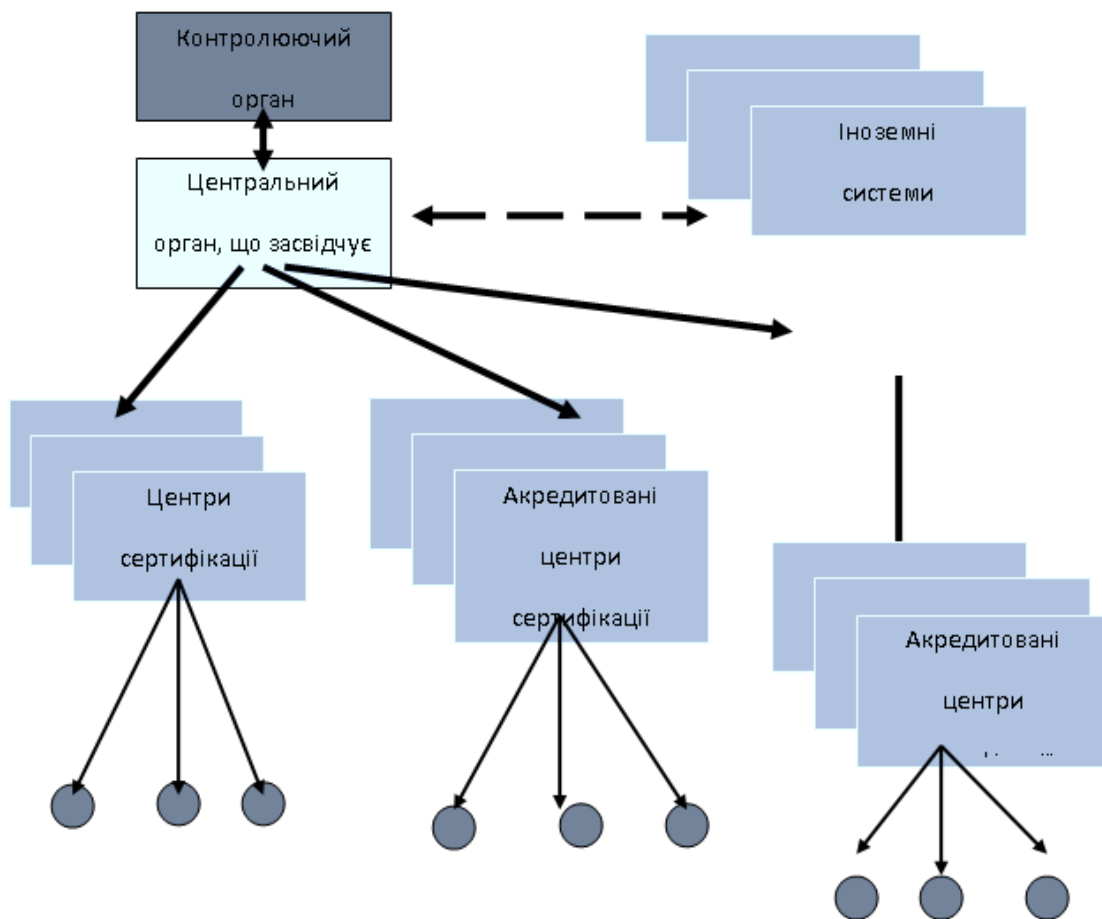 Контролюючий
орган
Іноземні
системи
Центральний
орган, що засвідчує
Центри
сертифікації
Акредитовані
центри
сертифікації
Акредитовані
центри